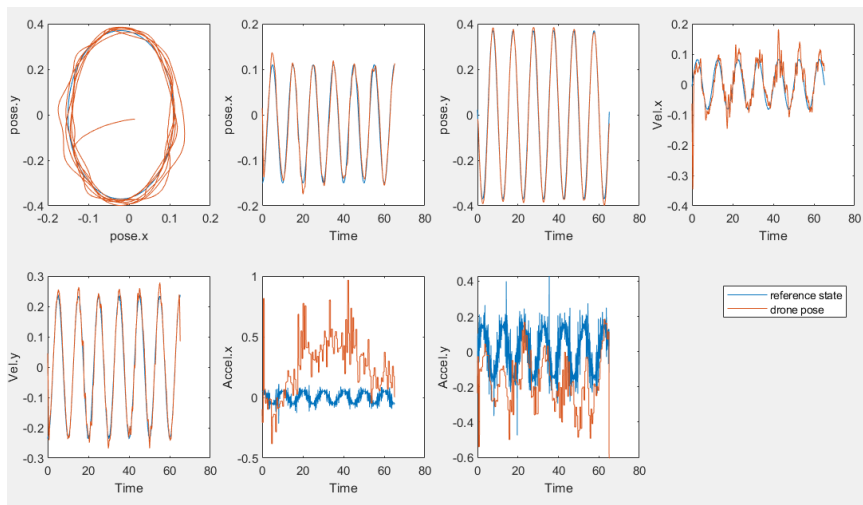 0.4
0.2
0
-0.2
-0.4
-0.2 -0.1 0 0.1 0.2
pose.y
pose.x
0.2
0.1
0
-0.1
-0.2
0 20 40 60 80
pose.x
Time
0.4
0.2
0
-0.2
-0.4
0 20 40 60 80
pose.y
Time
0.2
0.1
0
-0.1
-0.2
-0.3
-0.4
0 20 40 60 80
Vel.x
Time
0.3
0.2
0.1
0
-0.1
-0.2
-0.3
0 20 40 60 80
Vel.y
Time
1
0.5
0
-0.5
0 20 40 60 80
Accel.x
Time
0.4
0.2
0
-0.2
-0.4
-0.6
0 20 40 60 80
Accel.y
Time
reference state
drone pose